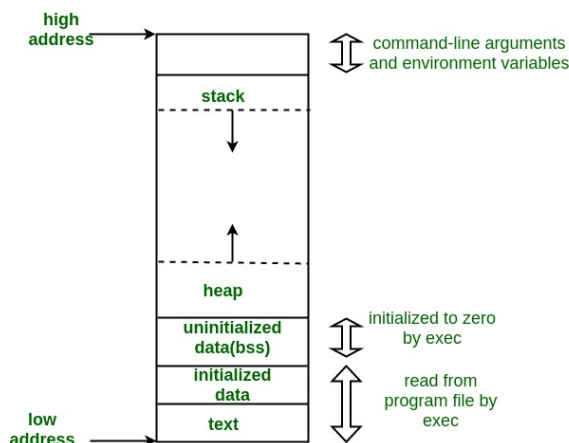 high
address
command-line arguments
and environment variables
stack
heap
uninitialized
data(bss)
initialized to zero
by exec
initialized
data
read from
program file by
exec
text
low
address